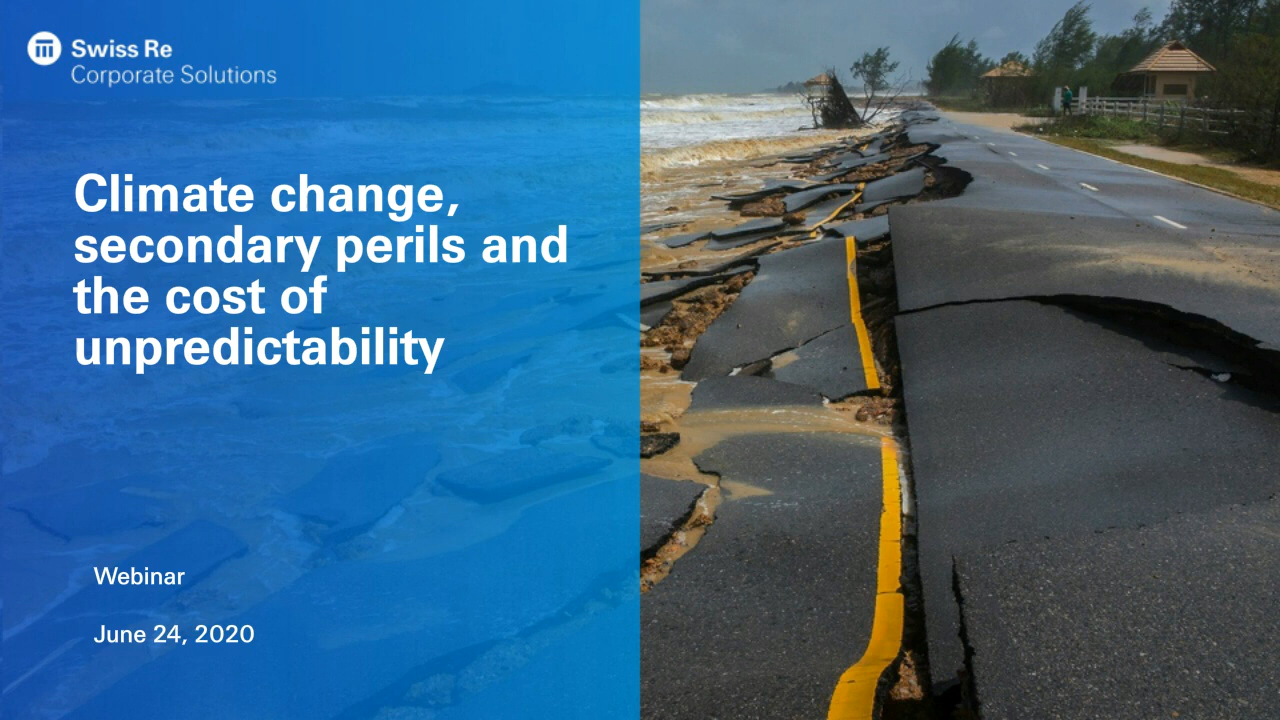 Swiss Re
Corporate Solutions
Climate change,
secondary perils and
the cost of
unpredictability
Webinar
June 24, 2020